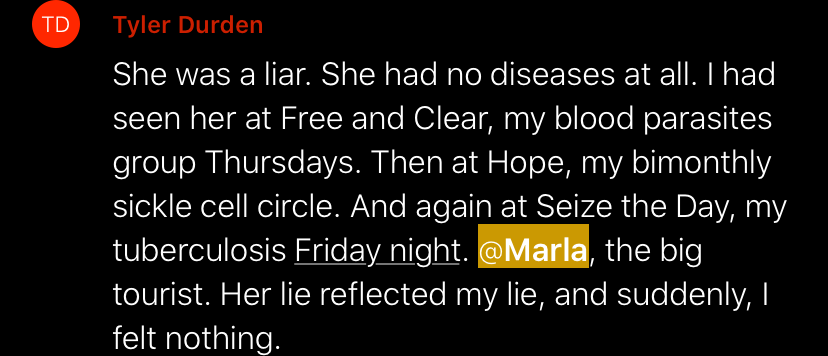 TD
Tyler Durden
She was a liar. She had no diseases at all. I had
seen her at Free and Clear, my blood parasites
group Thursdays. Then at Hope, my bimonthly
sickle cell circle. And again at Seize the Day, my
tuberculosis Friday night. @Marla, the big
tourist. Her lie reflected my lie, and suddenly, I
felt nothing.